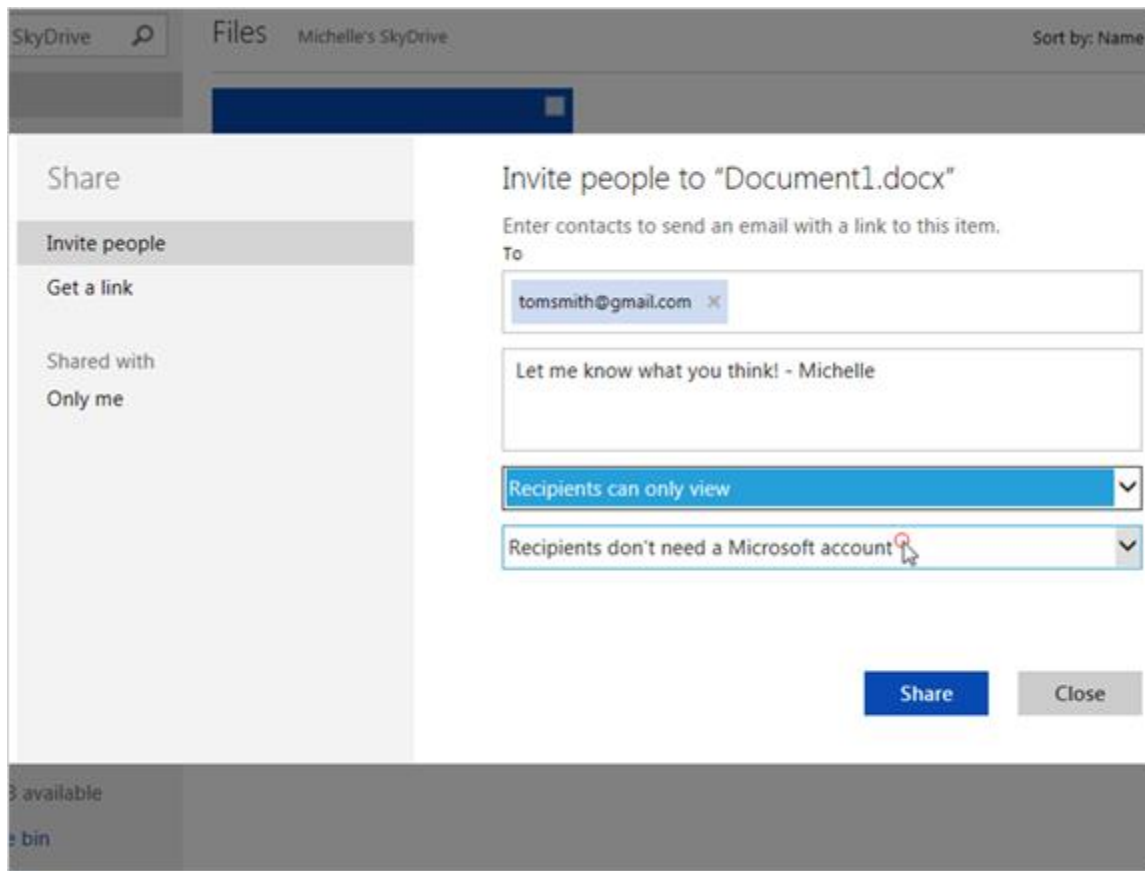 SkyDrive
Files Michelle's SkyDrive
Sort by: Name
Share
Invite people
Get a link
Shared with
Only me
Invite people to “Document1.docx”
Enter contacts to send an email with a link to this item.
To
tomsmith@gmail.com ×
Let me know what you think! - Michelle
Recipients can only view
Recipients don't need a Microsoft account
Share Close
available
bin